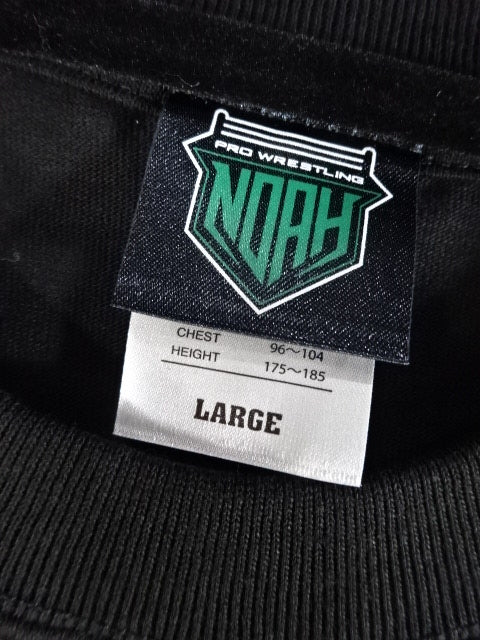 PRO WRESTLING
NOAH
CHEST 96～104
HEIGHT 175～185
LARGE